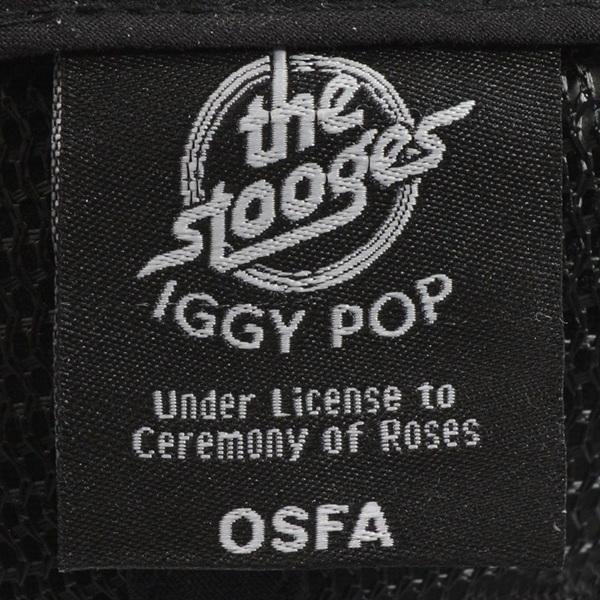 the
stooges
IGGY POP
Under License to
Ceremony of Roses
OSFA